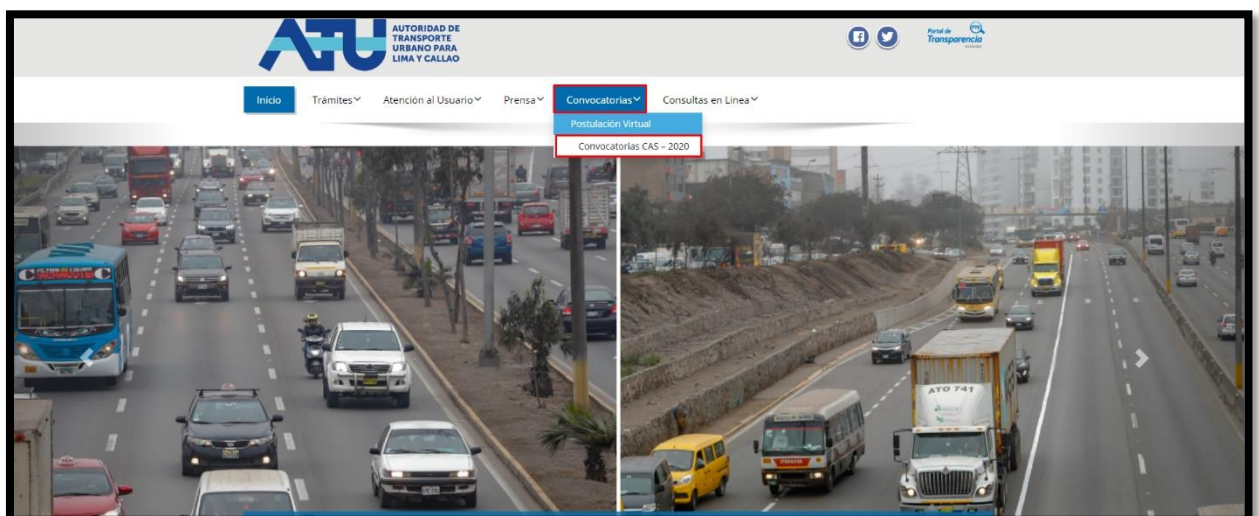 ATU
AUTORIDAD DE
TRANSPORTE
URBANO PARA
LIMA Y CALLAO
Portal de
Transparencia
Inicio
Trámites
Atención al Usuario
Prensa
Convocatorias
Consultas en Linea
Postulación Virtual
Convocatorias CAS – 2020
ATO 741